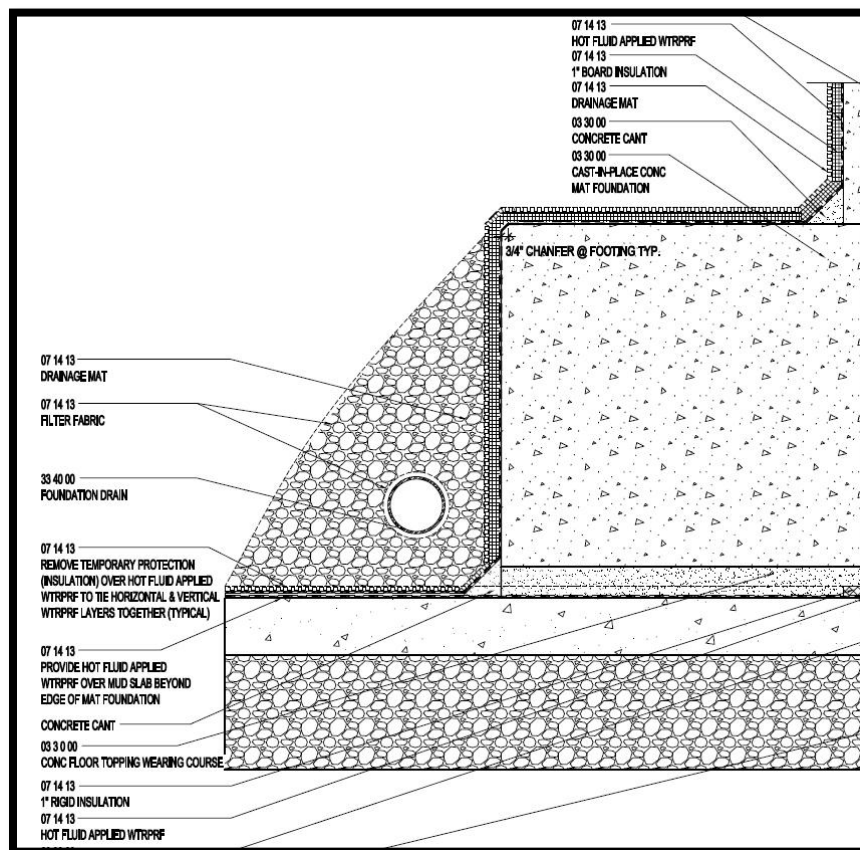 07 14 13
HOT FLUID APPLIED WTRPRF
07 14 13
1" BOARD INSULATION
07 14 13
DRAINAGE MAT
03 30 00
CONCRETE CANT
03 30 00
CAST-IN-PLACE CONC
MAT FOUNDATION
3/4" CHANFER @ FOOTING TYP.
07 14 13
DRAINAGE MAT
07 14 13
FILTER FABRIC
33 40 00
FOUNDATION DRAIN
07 14 13
REMOVE TEMPORARY PROTECTION
(INSULATION) OVER HOT FLUID APPLIED
WTRPRF TO TIE HORIZONTAL & VERTICAL
WTRPRF LAYERS TOGETHER (TYPICAL)
07 14 13
PROVIDE HOT FLUID APPLIED
WTRPRF OVER MUD SLAB BEYOND
EDGE OF MAT FOUNDATION
CONCRETE CANT
03 3 0 00
CONC FLOOR TOPPING WEARING COURSE
07 14 13
1" RIGID INSULATION
07 14 13
HOT FLUID APPLIED WTRPRF